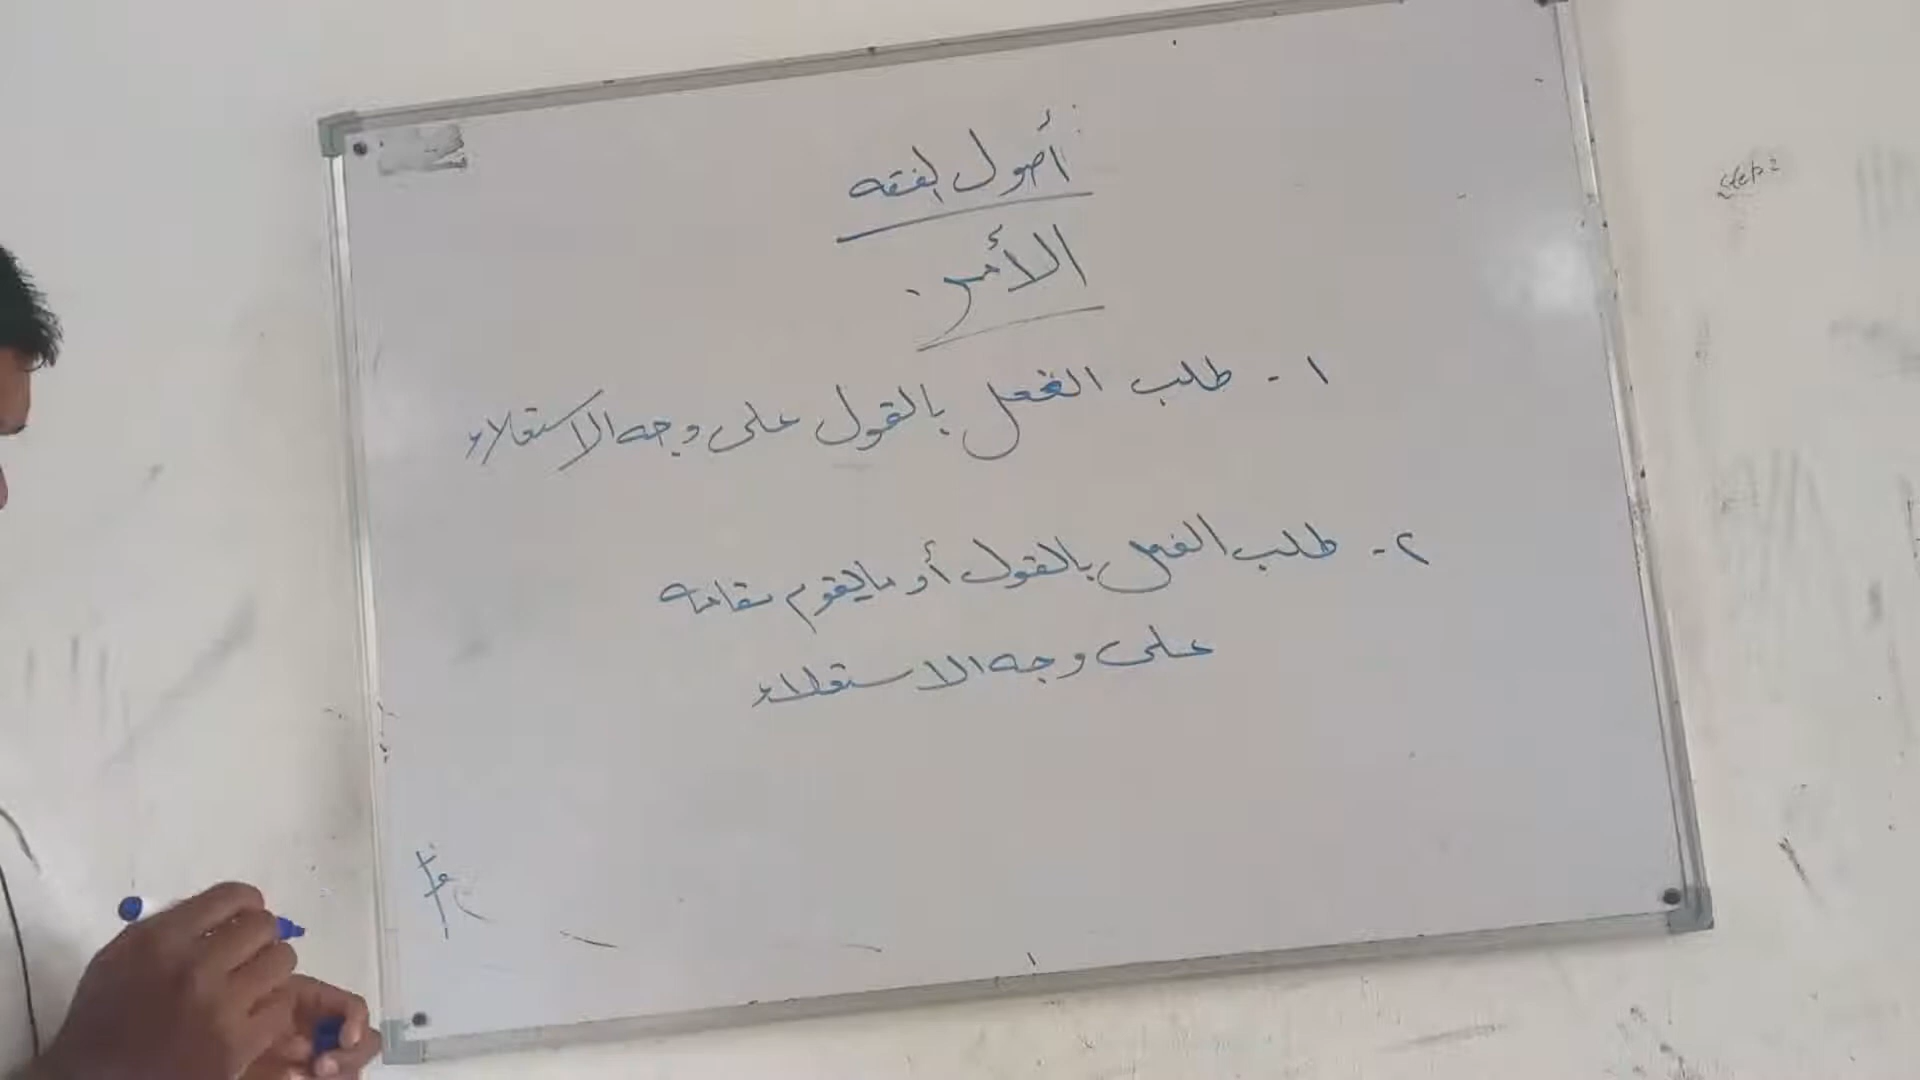 أصول الفقه
الأمر.
١- طلب الفعل بالقول على وجه الاستعلاء
٢- طلب الفعل بالقول أو ما يقوم مقامه
على وجه الاستعلاء